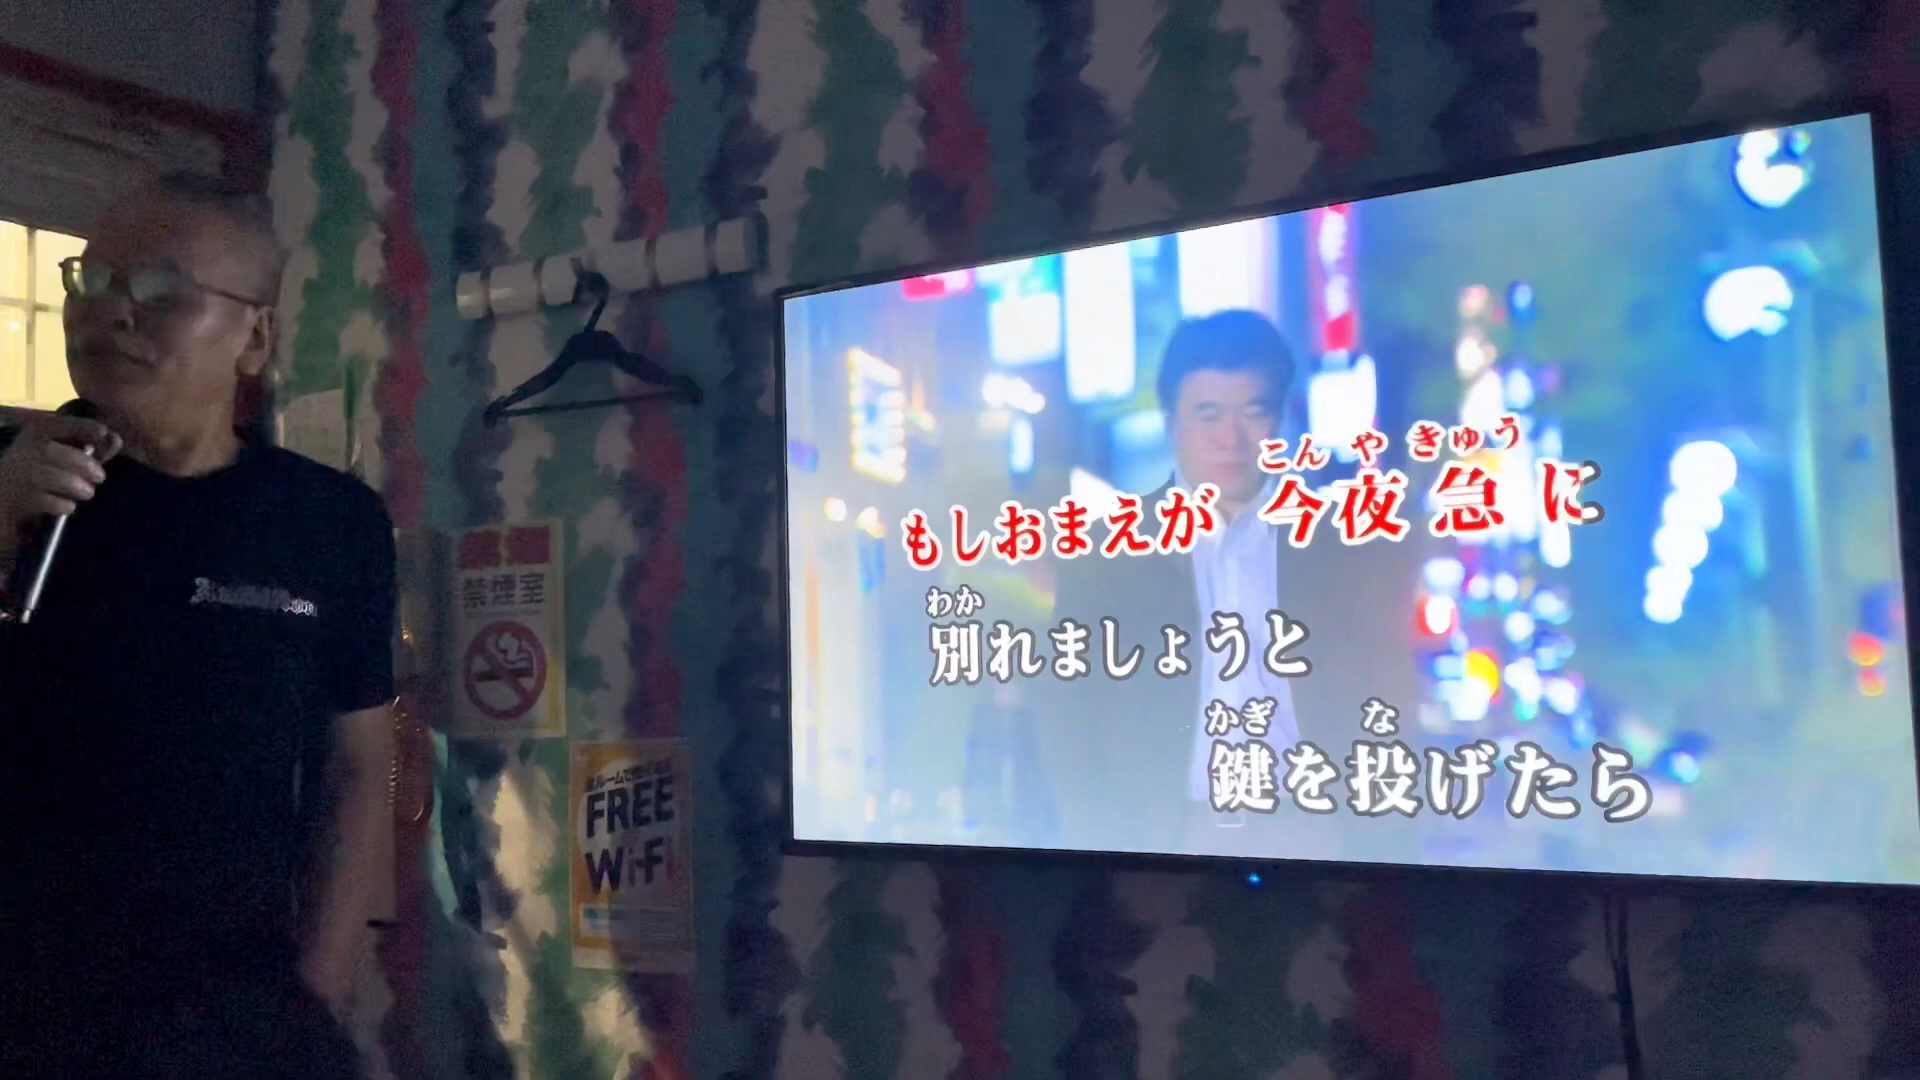 こんやきゅう
もしおまえが 今夜急に
わか
別れましょうと
かぎ な
鍵を投げたら
禁煙室
FREE
Wi-Fi